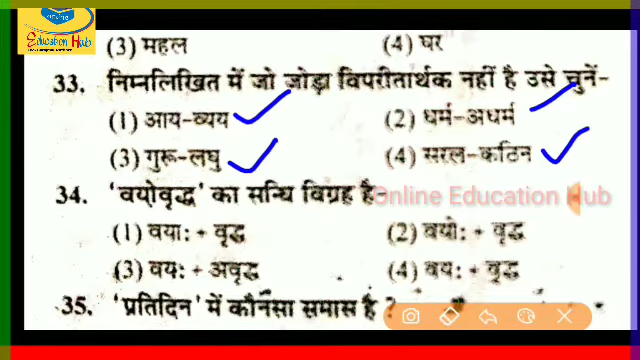 Online
Education Hub
(3) महल (4) घर
33. निम्नलिखित में जो जोड़ा विपरीतार्थक नहीं है उसे चुनें-
(1) आय-व्यय (2) धर्म-अधर्म
(3) गुरू-लघु (4) सरल-कठिन
34. 'वयोवृद्ध' का सन्धि विग्रह है-
Online Education Hub
(1) वयाः + वृद्ध (2) वयोः + वृद्ध
(3) वयः + अवृद्ध (4) वयः + वृद्ध
35. 'प्रतिदिन' में कौनसा समास है ?